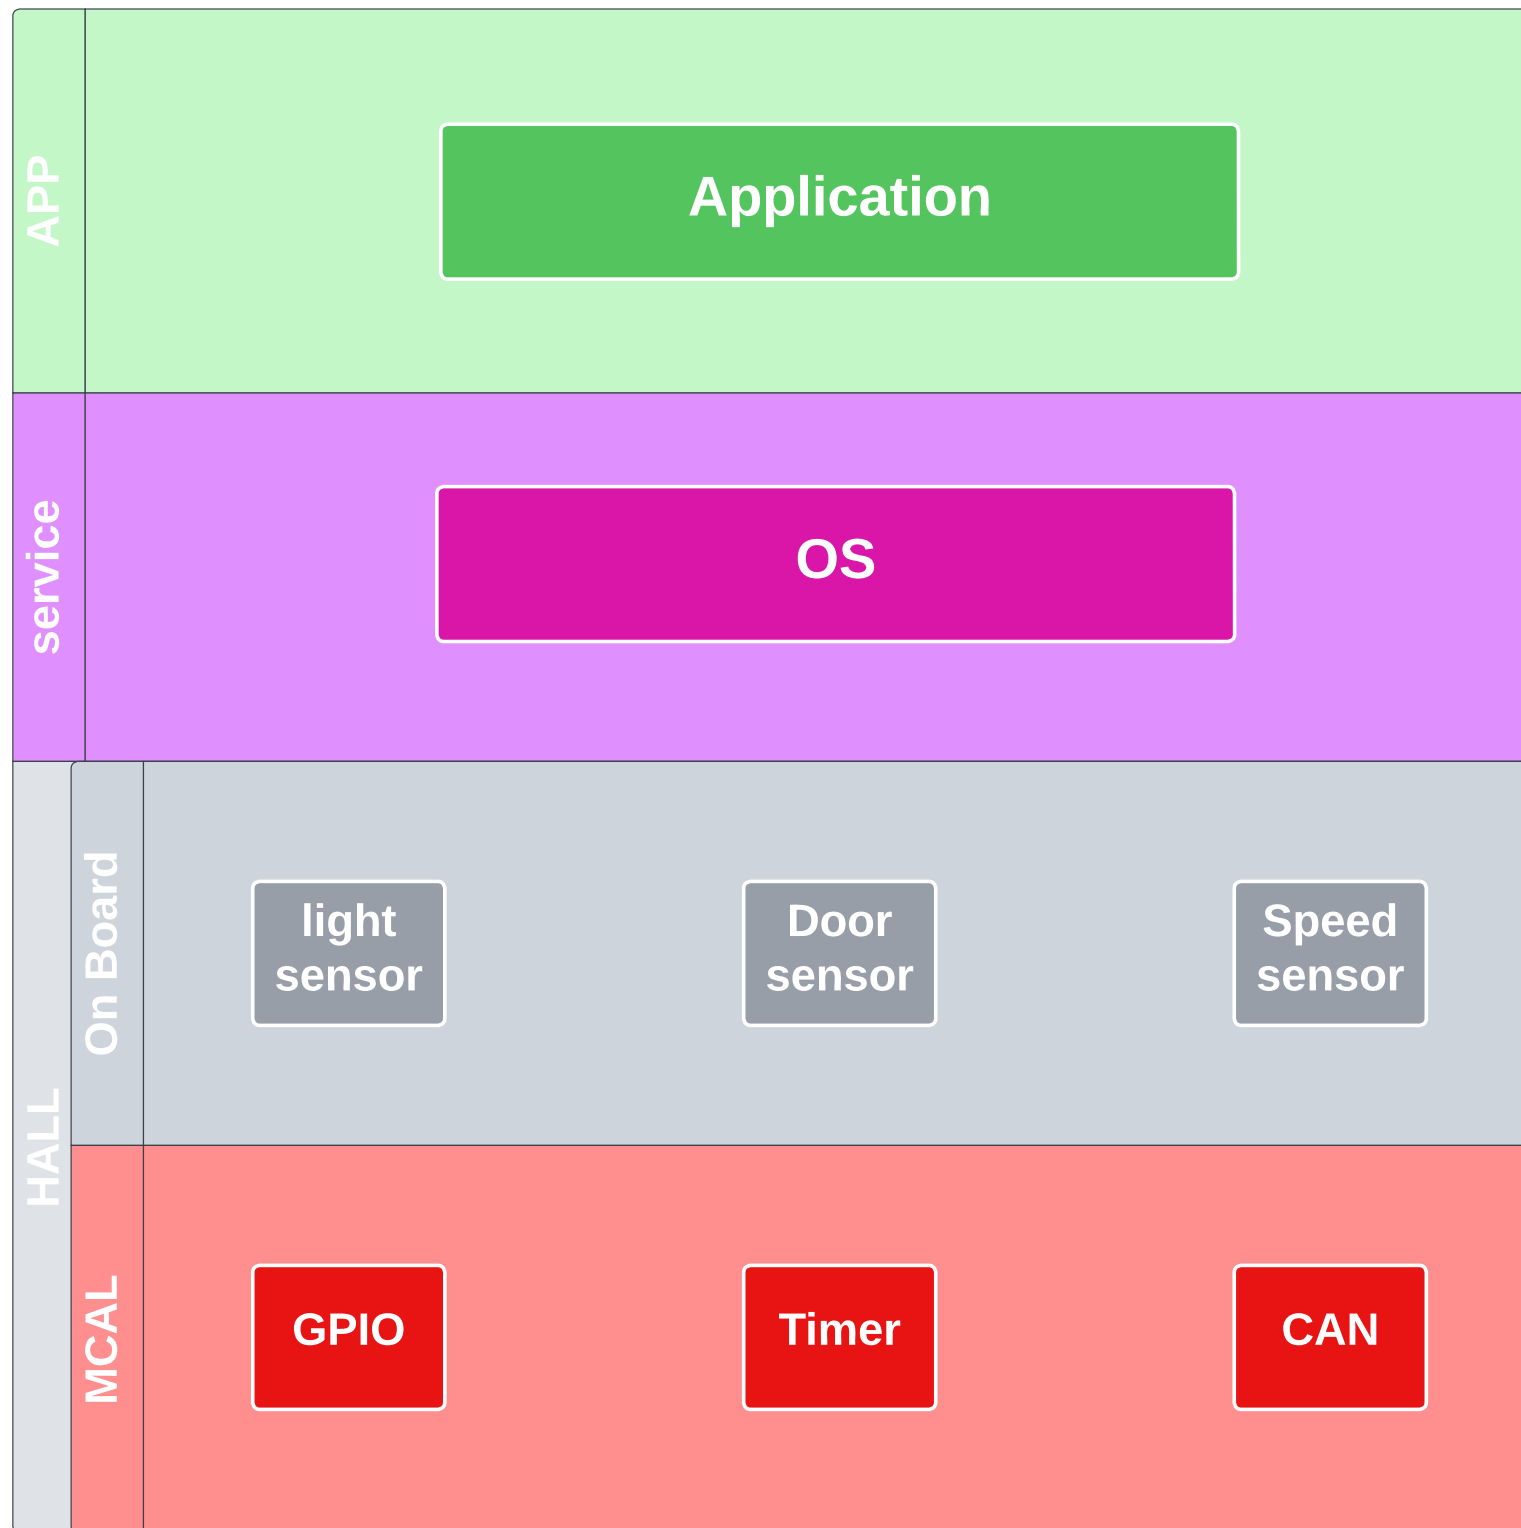 APP
Application
service
OS
HALL
On Board
light
sensor
Door
sensor
Speed
sensor
MCAL
GPIO
Timer
CAN